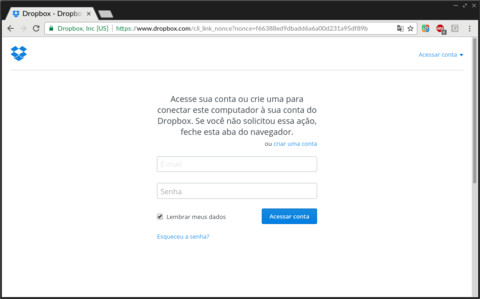 Dropbox - Dropbo
Dropbox, Inc [US] https://www.dropbox.com/cli_link_nonce?nonce=f66388ed9dbadd6a6a00d231a95df89b
Acessar conta
Acesse sua conta ou crie uma para
conectar este computador à sua conta do
Dropbox. Se você não solicitou essa ação,
feche esta aba do navegador.
ou criar uma conta
E-mail
Senha
Lembrar meus dados
Acessar conta
Esqueceu a senha?